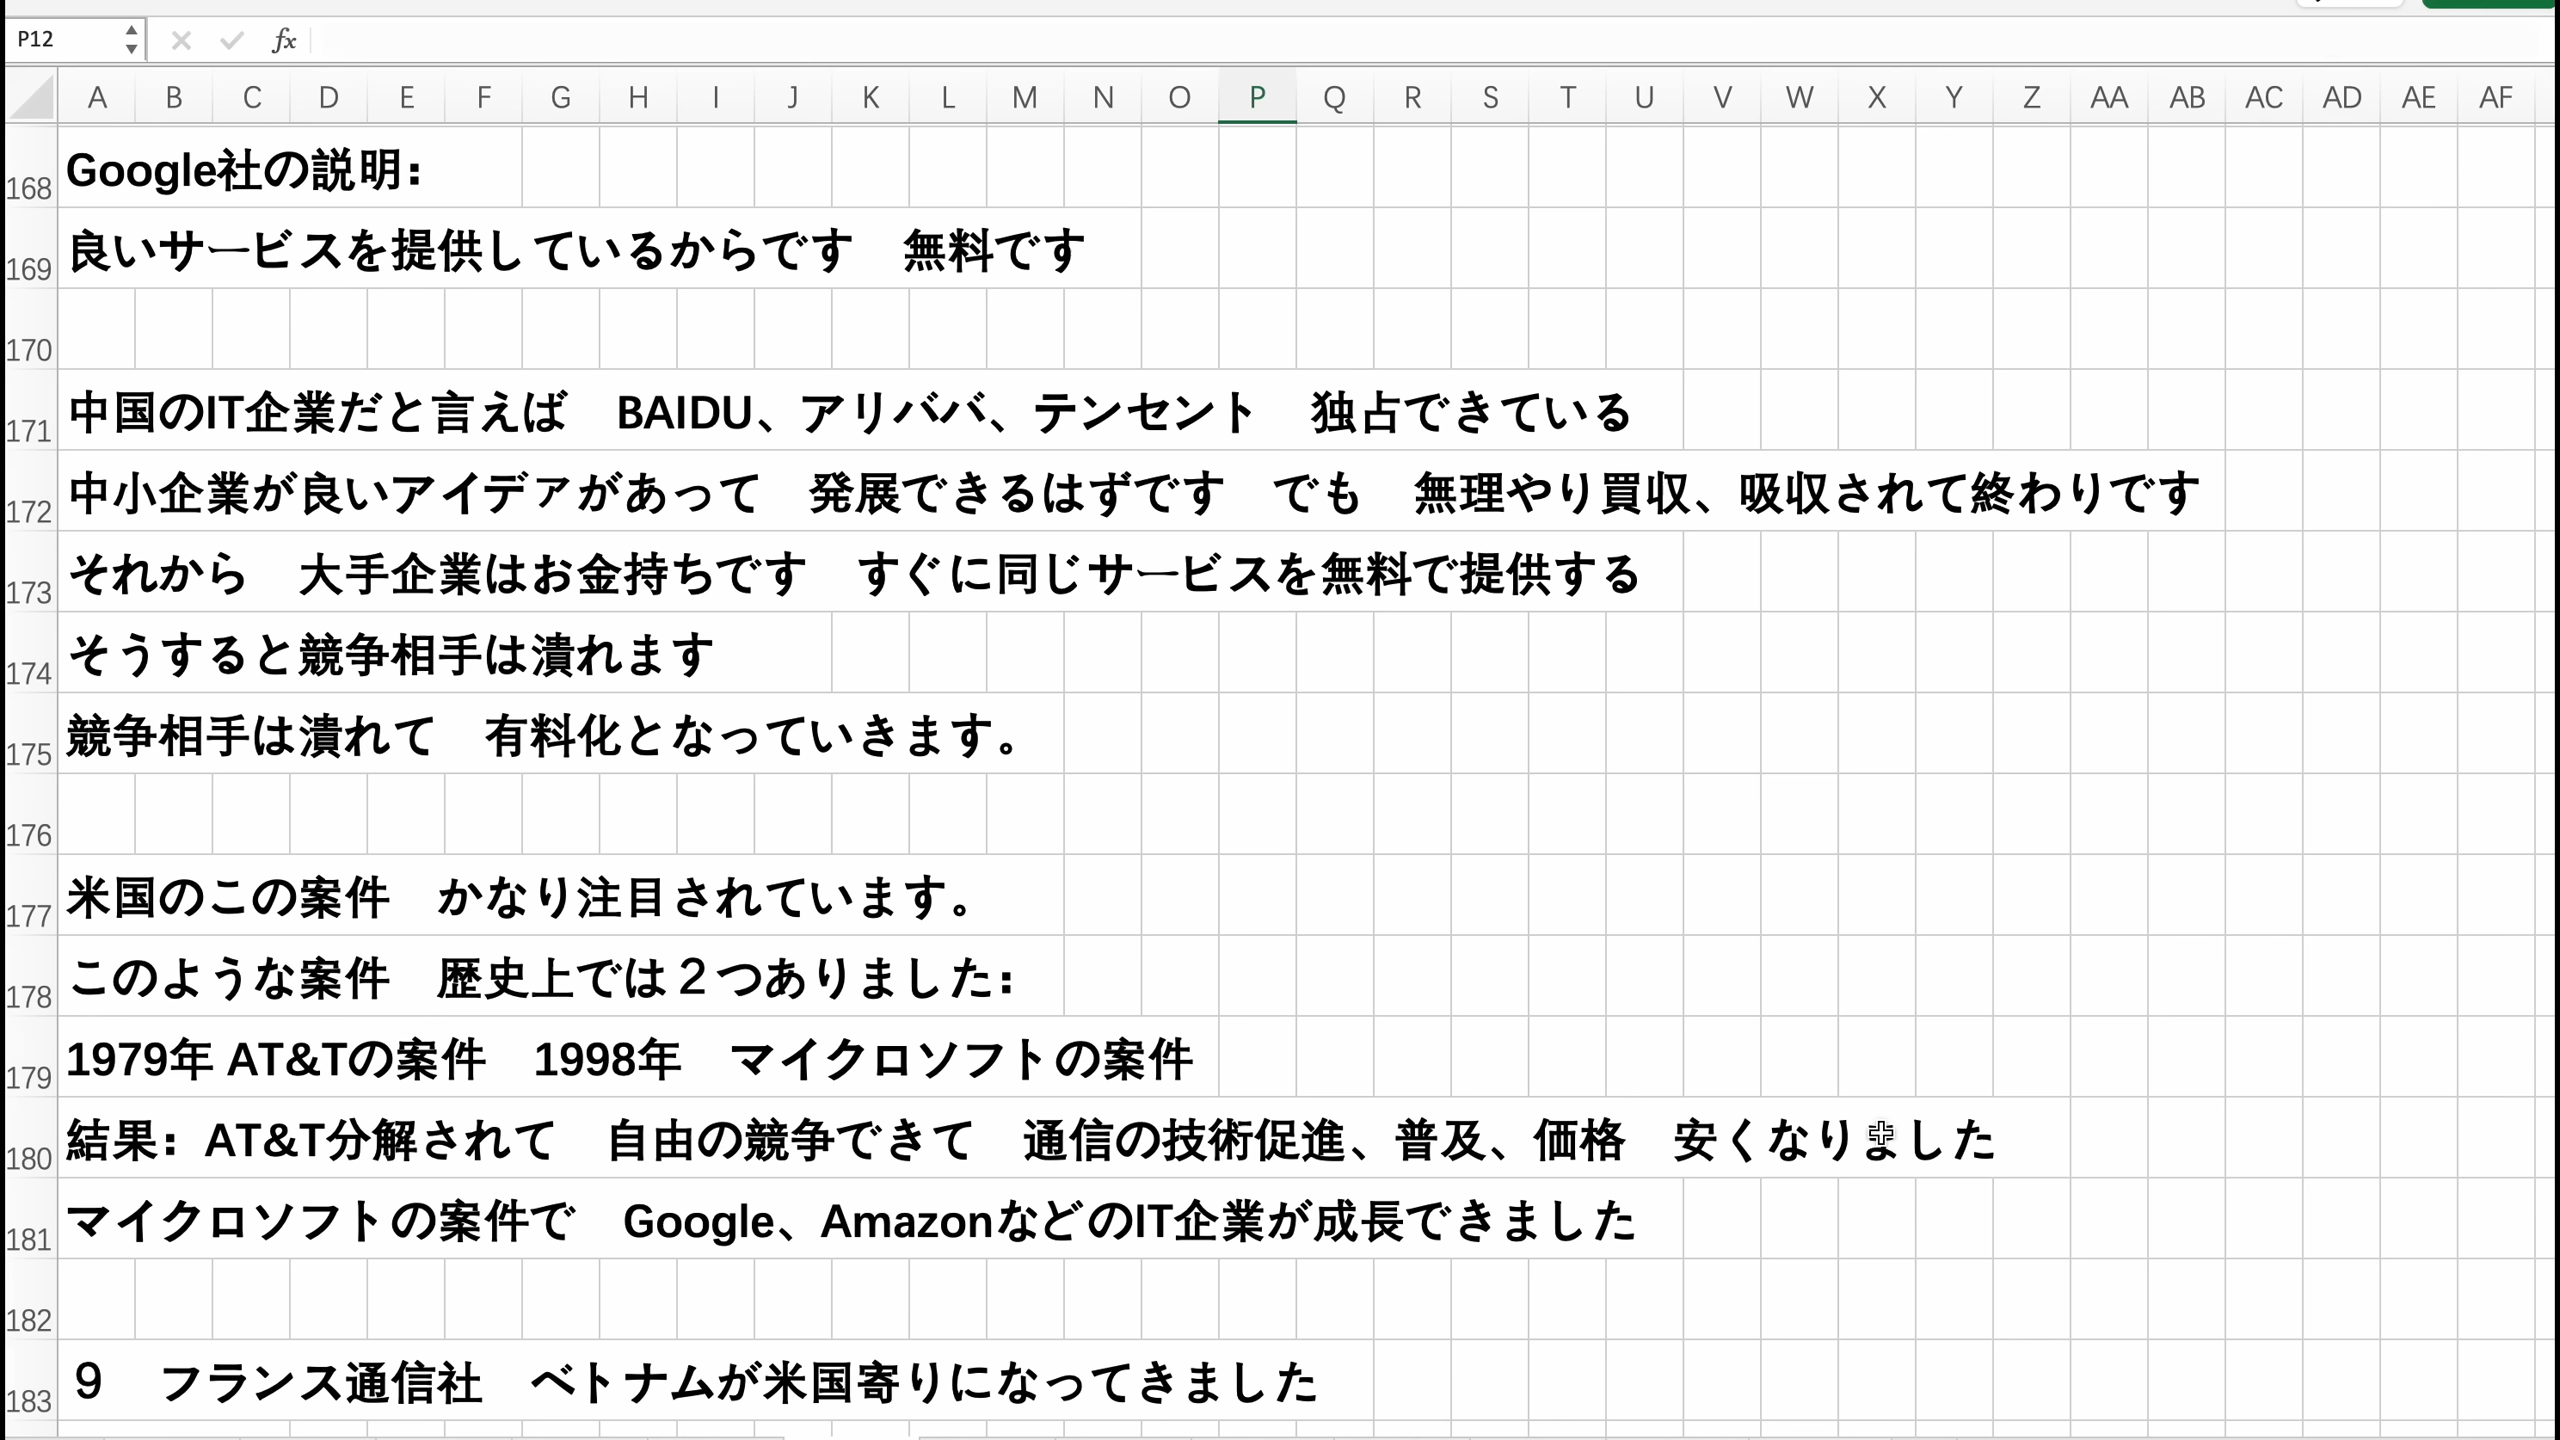 P12 fx
A B C D E F G H I J K L M N O P Q R S T U V W X Y Z AA AB AC AD AE AF
168 Google社の説明：
169 良いサービスを提供しているからです　無料です
170
171 中国のIT企業だと言えば　BAIDU、アリババ、テンセント　独占できている
172 中小企業が良いアイデァがあって　発展できるはずです　でも　無理やり買収、吸収されて終わりです
173 それから　大手企業はお金持ちです　すぐに同じサービスを無料で提供する
174 そうすると競争相手は潰れます
175 競争相手は潰れて　有料化となっていきます。
176
177 米国のこの案件　かなり注目されています。
178 このような案件　歴史上では２つありました：
179 1979年 AT&Tの案件　1998年　マイクロソフトの案件
180 結果：AT&T分解されて　自由の競争できて　通信の技術促進、普及、価格　安くなりました
181 マイクロソフトの案件で　Google、AmazonなどのIT企業が成長できました
182
183 ９　フランス通信社　ベトナムが米国寄りになってきました